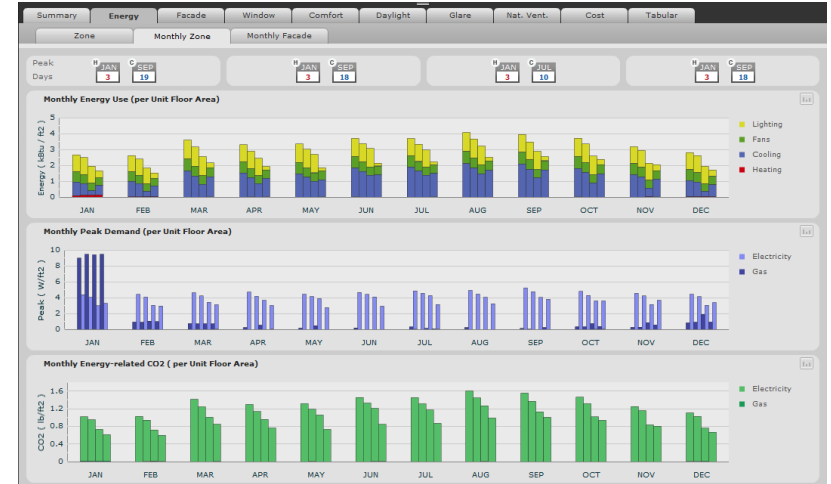 Summary Energy Facade Window Comfort Daylight Glare Nat. Vent. Cost Tabular
Zone Monthly Zone Monthly Facade
Peak Days
H JAN 3 C SEP 19
H JAN 3 C SEP 18
H JAN 3 C JUL 10
H JAN 3 C SEP 18
Monthly Energy Use (per Unit Floor Area)
Energy ( kBtu / ft2 )
5
4
3
2
1
0
JAN FEB MAR APR MAY JUN JUL AUG SEP OCT NOV DEC
Lighting
Fans
Cooling
Heating
Monthly Peak Demand (per Unit Floor Area)
Peak ( W/ft2 )
10
8
6
4
2
0
JAN FEB MAR APR MAY JUN JUL AUG SEP OCT NOV DEC
Electricity
Gas
Monthly Energy-related CO2 ( per Unit Floor Area)
CO2 ( lb/ft2 )
1.6
1.2
0.8
0.4
0
JAN FEB MAR APR MAY JUN JUL AUG SEP OCT NOV DEC
Electricity
Gas